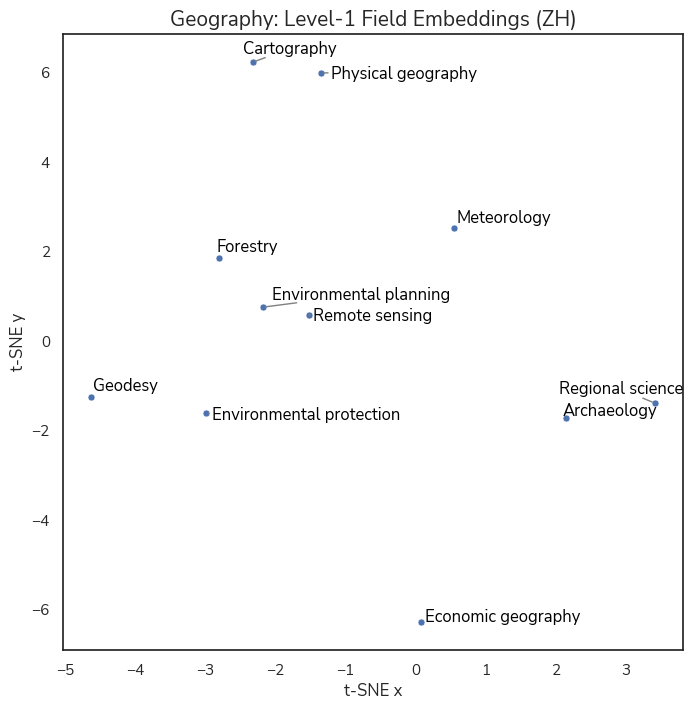 Geography: Level-1 Field Embeddings (ZH)
Cartography
Physical geography
Meteorology
Forestry
Environmental planning
Remote sensing
Geodesy
Environmental protection
Regional science
Archaeology
Economic geography
6
4
2
0
−2
−4
−6
t-SNE y
−5 −4 −3 −2 −1 0 1 2 3
t-SNE x